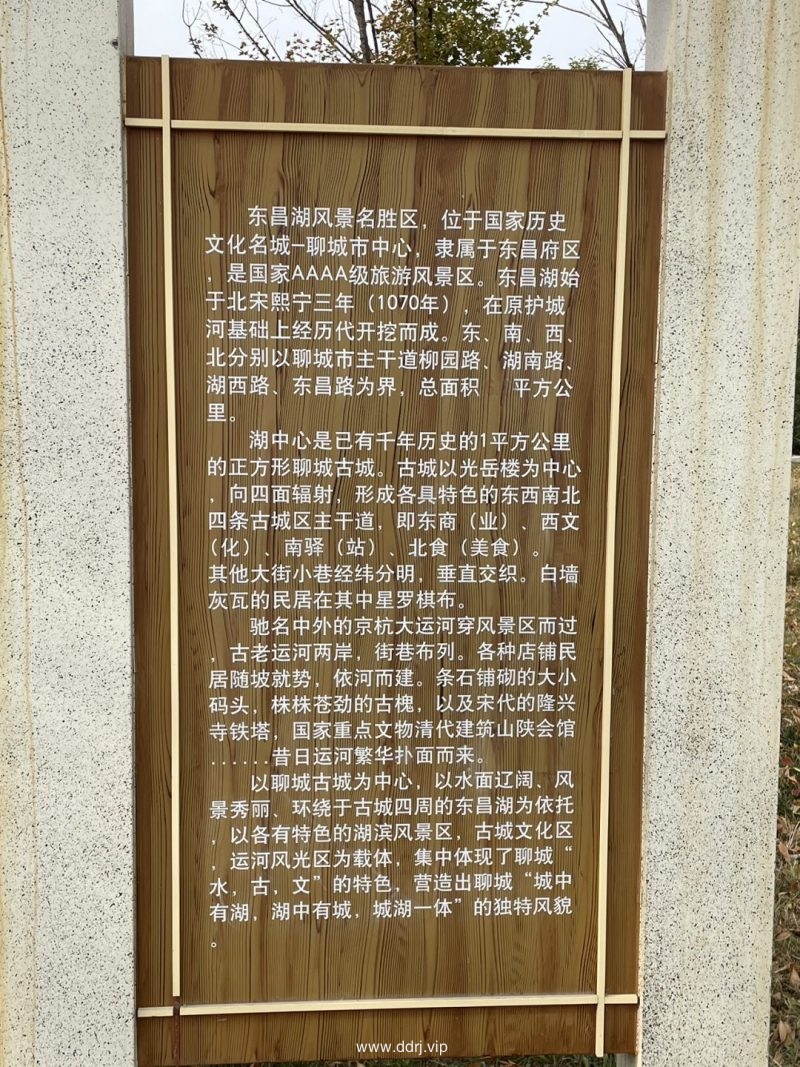 东昌湖风景名胜区，位于国家历史
文化名城-聊城市中心，隶属于东昌府区
，是国家AAAA级旅游风景区。东昌湖始
于北宋熙宁三年（1070年），在原护城
河基础上经历代开挖而成。东、南、西、
北分别以聊城市主干道柳园路、湖南路、
湖西路、东昌路为界，总面积　平方公
里。
湖中心是已有千年历史的1平方公里
的正方形聊城古城。古城以光岳楼为中心
，向四面辐射，形成各具特色的东西南北
四条古城区主干道，即东商（业）、西文
（化）、南驿（站）、北食（美食）。
其他大街小巷经纬分明，垂直交织。白墙
灰瓦的民居在其中星罗棋布。
驰名中外的京杭大运河穿风景区而过
，古老运河两岸，街巷布列。各种店铺民
居随坡就势，依河而建。条石铺砌的大小
码头，株株苍劲的古槐，以及宋代的隆兴
寺铁塔，国家重点文物清代建筑山陕会馆
......昔日运河繁华扑面而来。
以聊城古城为中心，以水面辽阔、风
景秀丽、环绕于古城四周的东昌湖为依托
，以各有特色的湖滨风景区，古城文化区
，运河风光区为载体，集中体现了聊城“
水，古，文”的特色，营造出聊城“城中
有湖，湖中有城，城湖一体”的独特风貌
。
www.ddrj.vip